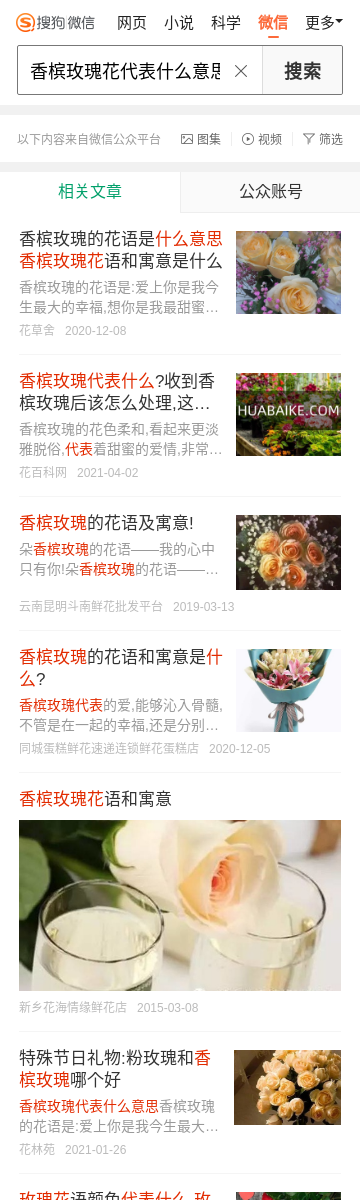 搜狗微信 网页 小说 科学 微信 更多
香槟玫瑰花代表什么意思 搜索
以下内容来自微信公众平台 图集 视频 筛选
相关文章 公众账号
香槟玫瑰的花语是什么意思
香槟玫瑰花语和寓意是什么
香槟玫瑰的花语是:爱上你是我今
生最大的幸福,想你是我最甜蜜…
花草舍 2020-12-08
香槟玫瑰代表什么?收到香
槟玫瑰后该怎么处理,这…
HUABAIKE.COM
香槟玫瑰的花色柔和,看起来更淡
雅脱俗,代表着甜蜜的爱情,非常…
花百科网 2021-04-02
香槟玫瑰的花语及寓意!
朵香槟玫瑰的花语——我的心中
只有你!朵香槟玫瑰的花语——…
云南昆明斗南鲜花批发平台 2019-03-13
香槟玫瑰的花语和寓意是什
么?
香槟玫瑰代表的爱,能够沁入骨髓,
不管是在一起的幸福,还是分别…
同城蛋糕鲜花速递连锁鲜花蛋糕店 2020-12-05
香槟玫瑰花语和寓意
新乡花海情缘鲜花店 2015-03-08
特殊节日礼物:粉玫瑰和香
槟玫瑰哪个好
香槟玫瑰代表什么意思香槟玫瑰
的花语是:爱上你是我今生最大…
花林苑 2021-01-26
玫瑰花语颜色代表什么 玫